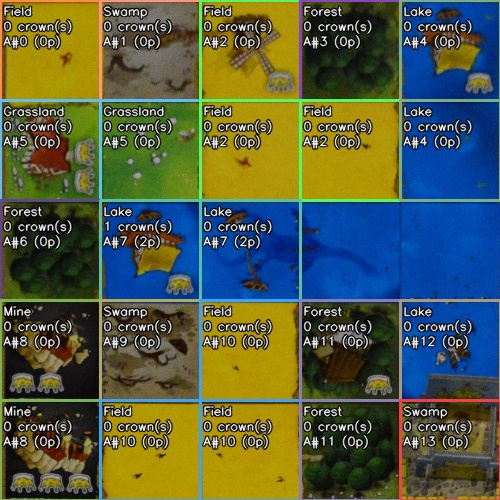 Field
0 crown(s)
A#0 (0p)
Swamp
0 crown(s)
A#1 (0p)
Field
0 crown(s)
A#2 (0p)
Forest
0 crown(s)
A#3 (0p)
Lake
0 crown(s)
A#4 (0p)
Grassland
0 crown(s)
A#5 (0p)
Grassland
0 crown(s)
A#5 (0p)
Field
0 crown(s)
A#2 (0p)
Field
0 crown(s)
A#2 (0p)
Lake
0 crown(s)
A#4 (0p)
Forest
0 crown(s)
A#6 (0p)
Lake
1 crown(s)
A#7 (2p)
Lake
0 crown(s)
A#7 (2p)
Mine
0 crown(s)
A#8 (0p)
Swamp
0 crown(s)
A#9 (0p)
Field
0 crown(s)
A#10 (0p)
Forest
0 crown(s)
A#11 (0p)
Lake
0 crown(s)
A#12 (0p)
Mine
0 crown(s)
A#8 (0p)
Field
0 crown(s)
A#10 (0p)
Field
0 crown(s)
A#10 (0p)
Forest
0 crown(s)
A#11 (0p)
Swamp
0 crown(s)
A#13 (0p)